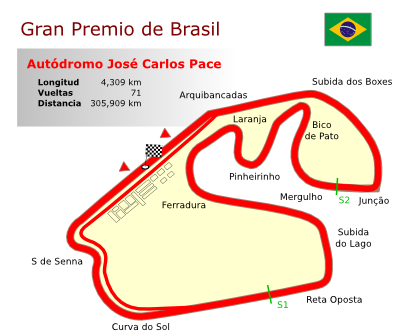 Gran Premio de Brasil
Autódromo José Carlos Pace
Longitud 4,309 km
Vueltas 71
Distancia 305,909 km
Subida dos Boxes
Arquibancadas
Laranja
Bico
de Pato
Pinheirinho
Mergulho
S2
Junção
Ferradura
Subida
do Lago
S de Senna
Reta Oposta
S1
Curva do Sol